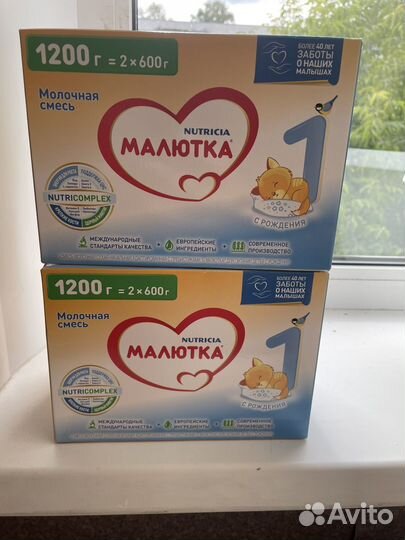 1200 г = 2×600 г
БОЛЕЕ 40 ЛЕТ
ЗАБОТЫ
О НАШИХ
МАЛЫШАХ
Молочная
смесь
NUTRICIA
МАЛЮТКА®
1
NUTRICOMPLEX
С РОЖДЕНИЯ
МЕЖДУНАРОДНЫЕ
СТАНДАРТЫ КАЧЕСТВА
+ ЕВРОПЕЙСКИЕ
ИНГРЕДИЕНТЫ
+ СОВРЕМЕННОЕ
ПРОИЗВОДСТВО
1200 г = 2×600 г
БОЛЕЕ 40 ЛЕТ
ЗАБОТЫ
О НАШИХ
МАЛЫШАХ
Молочная
смесь
NUTRICIA
МАЛЮТКА®
1
NUTRICOMPLEX
С РОЖДЕНИЯ
МЕЖДУНАРОДНЫЕ
СТАНДАРТЫ КАЧЕСТВА
+ ЕВРОПЕЙСКИЕ
ИНГРЕДИЕНТЫ
+ СОВРЕМЕННОЕ
ПРОИЗВОДСТВО
Avito